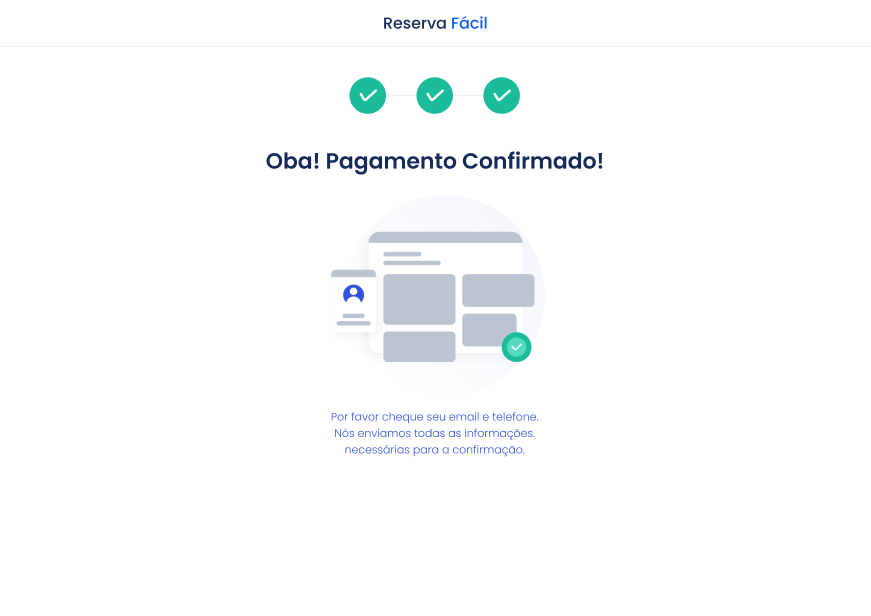 Reserva Fácil
Oba! Pagamento Confirmado!
Por favor cheque seu email e telefone.
Nós enviamos todas as informações.
necessárias para a confirmação.